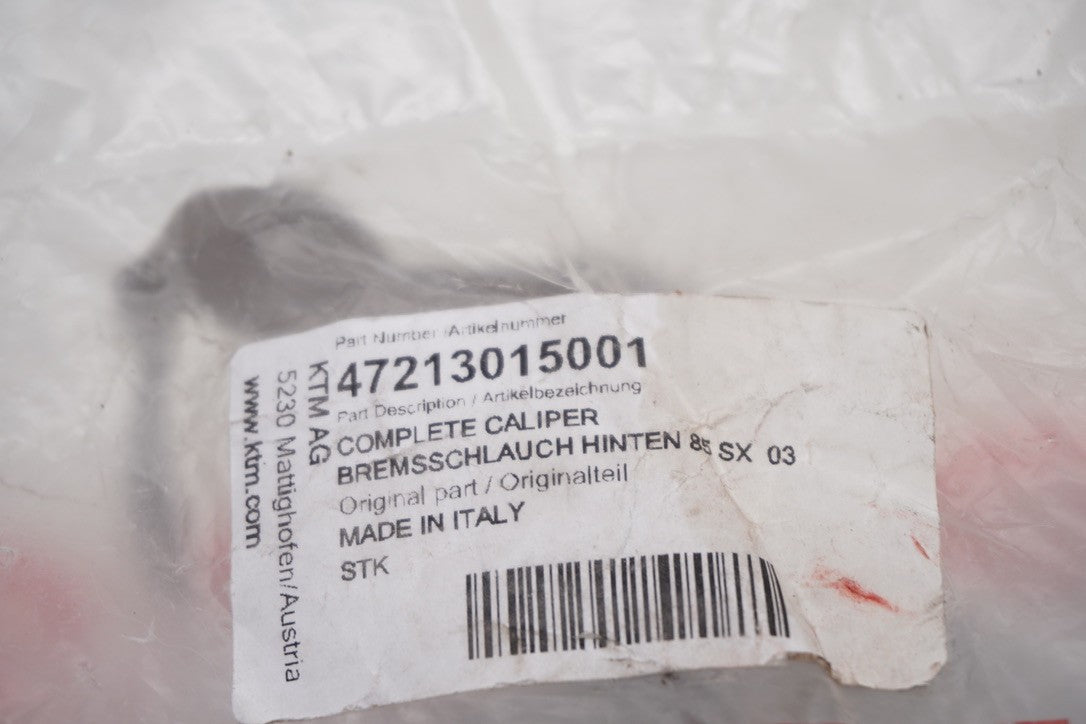 Part Number /Artikelnummer
47213015001
Part Description / Artikelbezeichnung
COMPLETE CALIPER
BREMSSCHLAUCH HINTEN 85 SX 03
Original part / Originalteil
MADE IN ITALY
STK
KTM AG
5230 Mattighofen/Austria
www.ktm.com